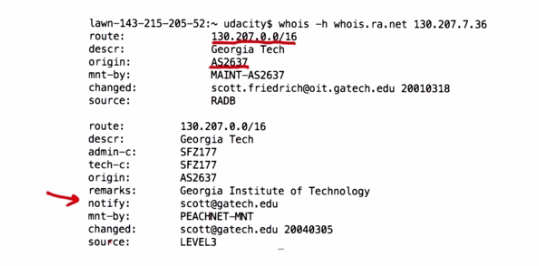 lawn-143-215-205-52:~ udacity$ whois -h whois.ra.net 130.207.7.36
route: 130.207.0.0/16
descr: Georgia Tech
origin: AS2637
mnt-by: MAINT-AS2637
changed: scott.friedrich@oit.gatech.edu 20010318
source: RADB
route: 130.207.0.0/16
descr: Georgia Tech
admin-c: SFZ177
tech-c: SFZ177
origin: AS2637
remarks: Georgia Institute of Technology
notify: scott@gatech.edu
mnt-by: PEACHNET-MNT
changed: scott@gatech.edu 20040305
source: LEVEL3